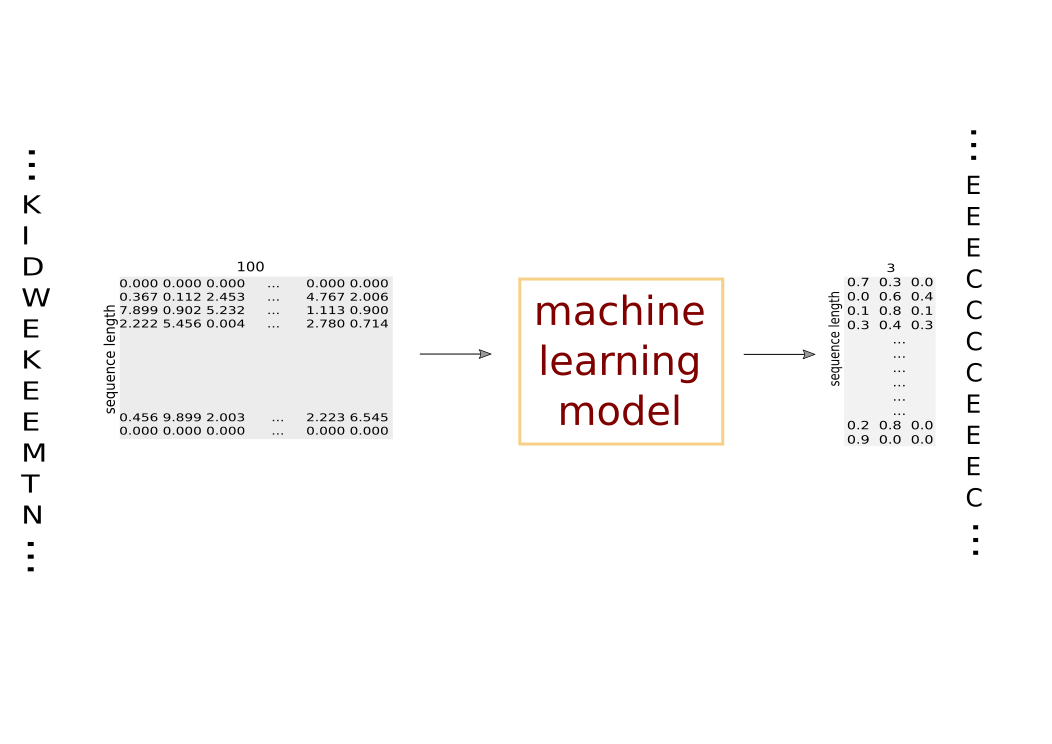 ⋮
K
I
D
W
E
K
E
E
M
T
N
⋮
100
sequence length
0.000 0.000 0.000 ... 0.000 0.000
0.367 0.112 2.453 ... 4.767 2.006
7.899 0.902 5.232 ... 1.113 0.900
2.222 5.456 0.004 ... 2.780 0.714
0.456 9.899 2.003 ... 2.223 6.545
0.000 0.000 0.000 ... 0.000 0.000
machine
learning
model
3
sequence length
0.7 0.3 0.0
0.0 0.6 0.4
0.1 0.8 0.1
0.3 0.4 0.3
...
...
...
...
...
...
0.2 0.8 0.0
0.9 0.0 0.0
⋮
E
E
E
C
C
C
C
E
E
E
C
⋮